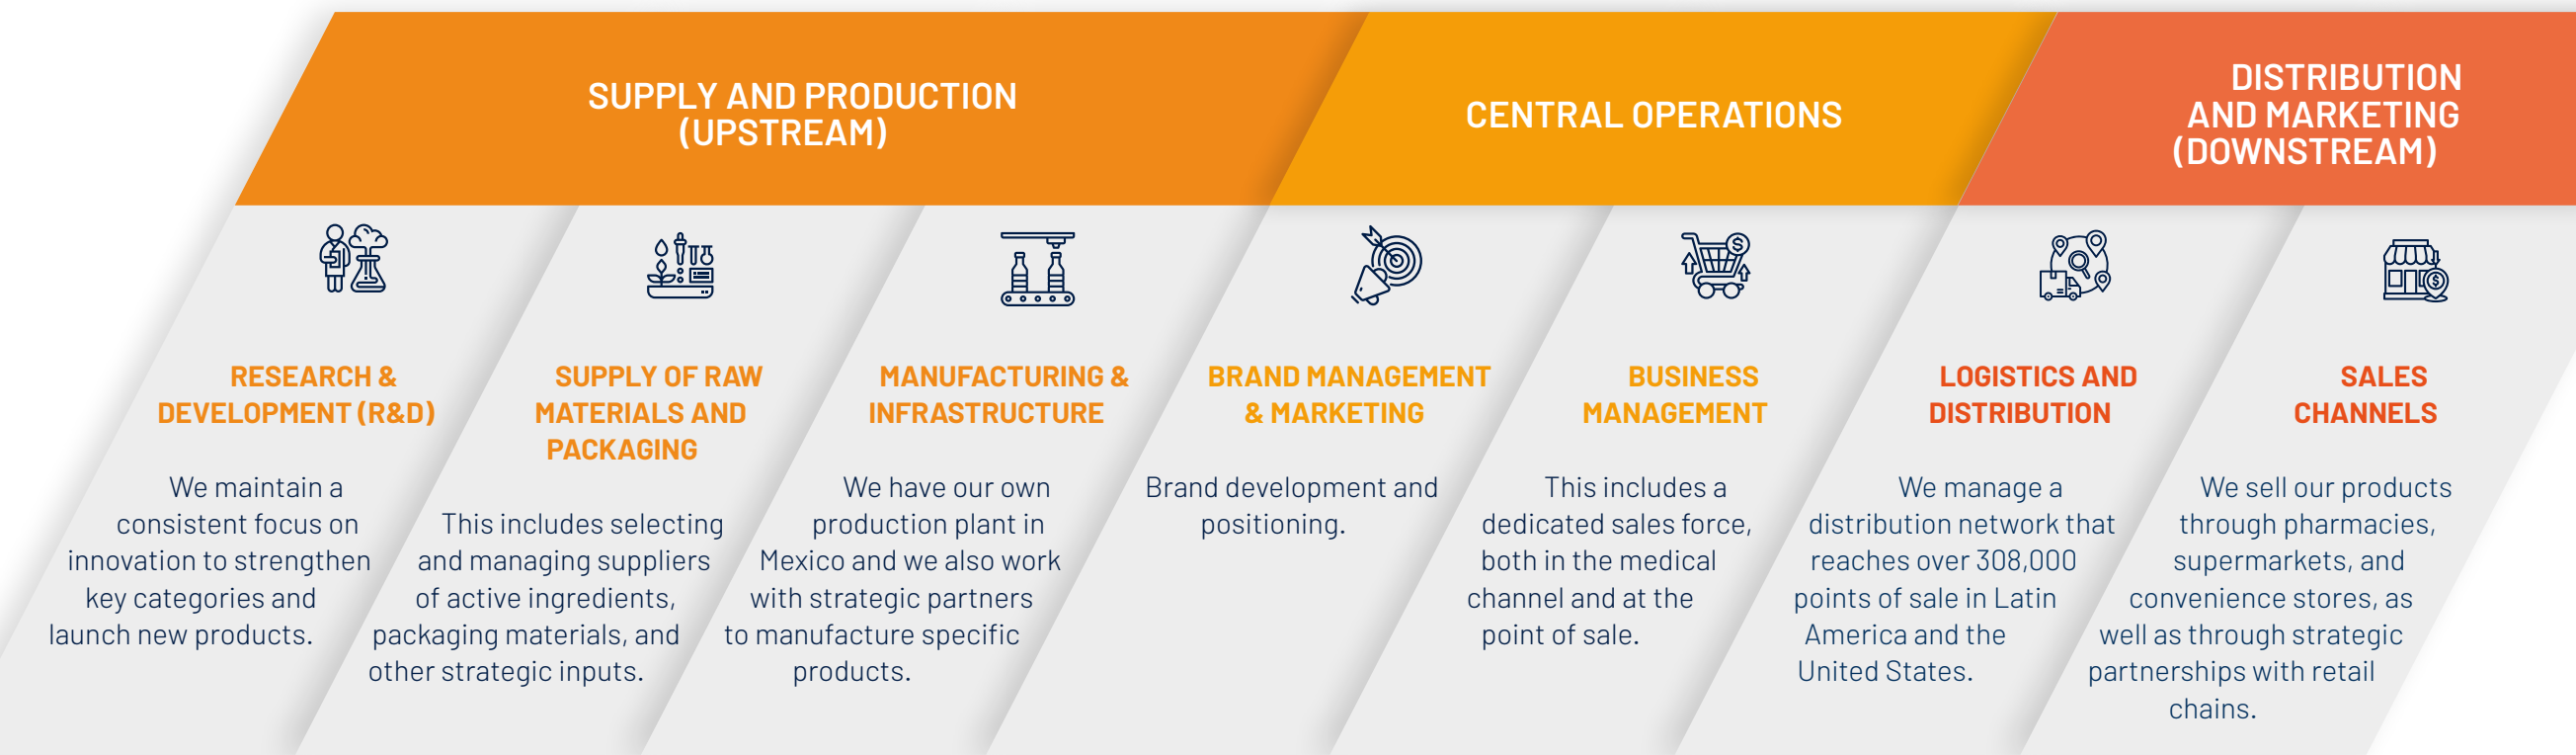 SUPPLY AND PRODUCTION
(UPSTREAM)
CENTRAL OPERATIONS
DISTRIBUTION
AND MARKETING
(DOWNSTREAM)
RESEARCH &
DEVELOPMENT (R&D)
We maintain a
consistent focus on
innovation to strengthen
key categories and
launch new products.
SUPPLY OF RAW
MATERIALS AND
PACKAGING
This includes selecting
and managing suppliers
of active ingredients,
packaging materials, and
other strategic inputs.
MANUFACTURING &
INFRASTRUCTURE
We have our own
production plant in
Mexico and we also work
with strategic partners
to manufacture specific
products.
BRAND MANAGEMENT
& MARKETING
Brand development and
positioning.
BUSINESS
MANAGEMENT
This includes a
dedicated sales force,
both in the medical
channel and at the
point of sale.
LOGISTICS AND
DISTRIBUTION
We manage a
distribution network that
reaches over 308,000
points of sale in Latin
America and the
United States.
SALES
CHANNELS
We sell our products
through pharmacies,
supermarkets, and
convenience stores, as
well as through strategic
partnerships with retail
chains.